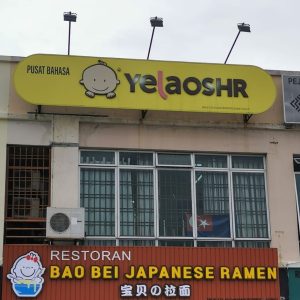 PUSAT BAHASA
YelaoSHR
RESTORAN
BAO BEI JAPANESE RAMEN
宝贝の拉面